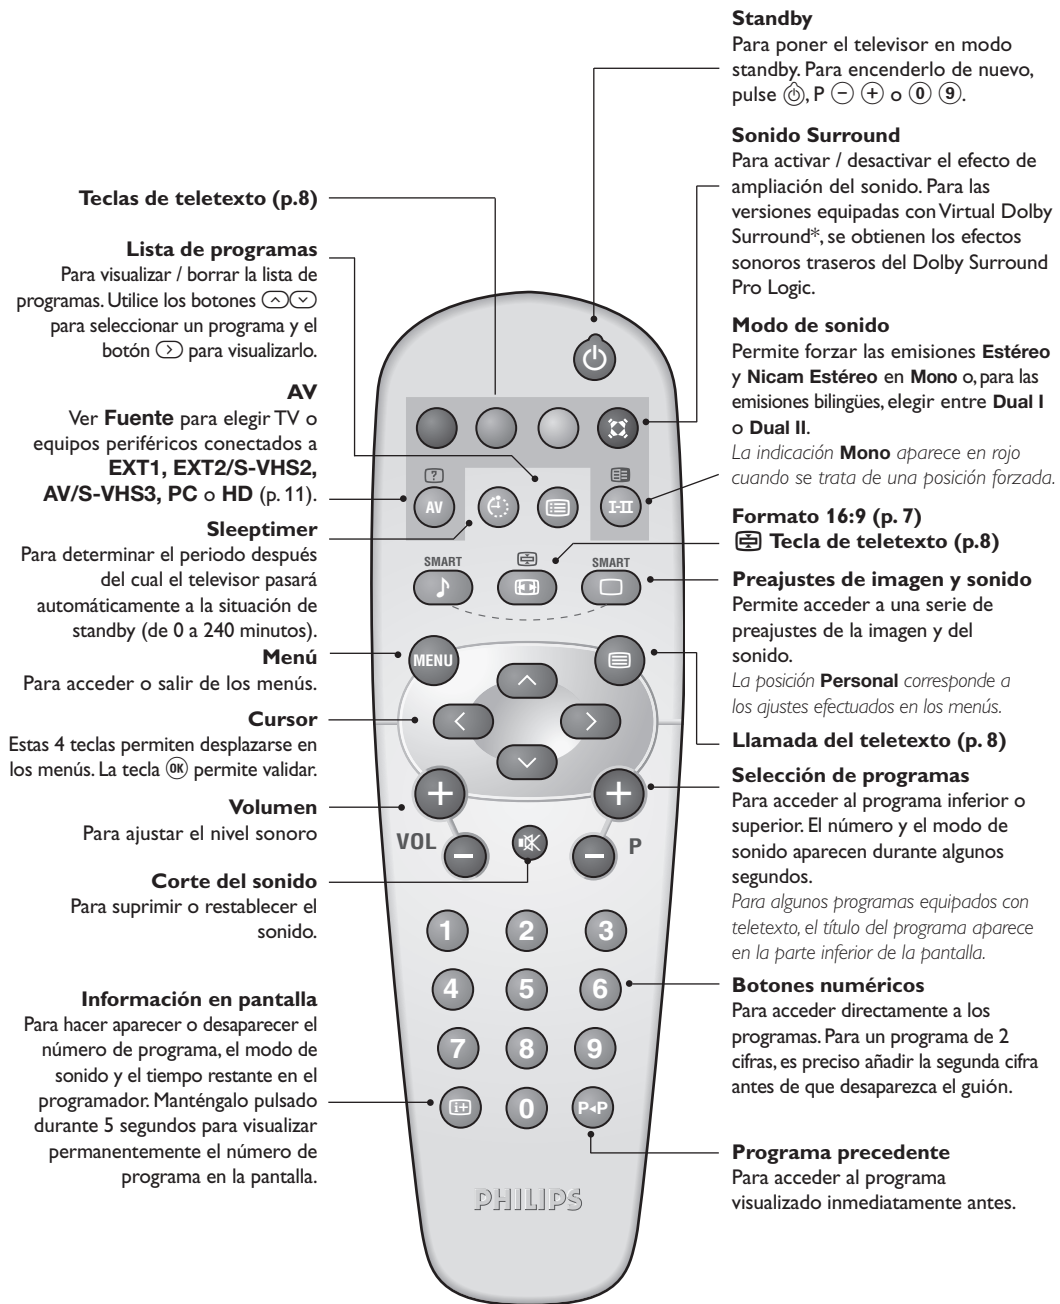 Teclas de teletexto (p.8)
Lista de programas
Para visualizar / borrar la lista de
programas. Utilice los botones
para seleccionar un programa y el
botón para visualizarlo.
AV
Ver Fuente para elegir TV o
equipos periféricos conectados a
EXT1, EXT2/S-VHS2,
AV/S-VHS3, PC o HD (p. 11).
Sleeptimer
Para determinar el periodo después
del cual el televisor pasará
automáticamente a la situación de
standby (de 0 a 240 minutos).
Menú
Para acceder o salir de los menús.
Cursor
Estas 4 teclas permiten desplazarse en
los menús. La tecla OK permite validar.
Volumen
Para ajustar el nivel sonoro
Corte del sonido
Para suprimir o restablecer el
sonido.
Información en pantalla
Para hacer aparecer o desaparecer el
número de programa, el modo de
sonido y el tiempo restante en el
programador. Manténgalo pulsado
durante 5 segundos para visualizar
permanentemente el número de
programa en la pantalla.
?
AV
I-II
SMART
SMART
MENU
+
+
VOL
-
-
P
1 2 3
4 5 6
7 8 9
i+ 0 P◂P
PHILIPS
Standby
Para poner el televisor en modo
standby. Para encenderlo de nuevo,
pulse , P - + o 0 9.
Sonido Surround
Para activar / desactivar el efecto de
ampliación del sonido. Para las
versiones equipadas con Virtual Dolby
Surround*, se obtienen los efectos
sonoros traseros del Dolby Surround
Pro Logic.
Modo de sonido
Permite forzar las emisiones Estéreo
y Nicam Estéreo en Mono o, para las
emisiones bilingües, elegir entre Dual I
o Dual II.
La indicación Mono aparece en rojo
cuando se trata de una posición forzada.
Formato 16:9 (p. 7)
Tecla de teletexto (p.8)
Preajustes de imagen y sonido
Permite acceder a una serie de
preajustes de la imagen y del
sonido.
La posición Personal corresponde a
los ajustes efectuados en los menús.
Llamada del teletexto (p. 8)
Selección de programas
Para acceder al programa inferior o
superior. El número y el modo de
sonido aparecen durante algunos
segundos.
Para algunos programas equipados con
teletexto, el título del programa aparece
en la parte inferior de la pantalla.
Botones numéricos
Para acceder directamente a los
programas. Para un programa de 2
cifras, es preciso añadir la segunda cifra
antes de que desaparezca el guión.
Programa precedente
Para acceder al programa
visualizado inmediatamente antes.